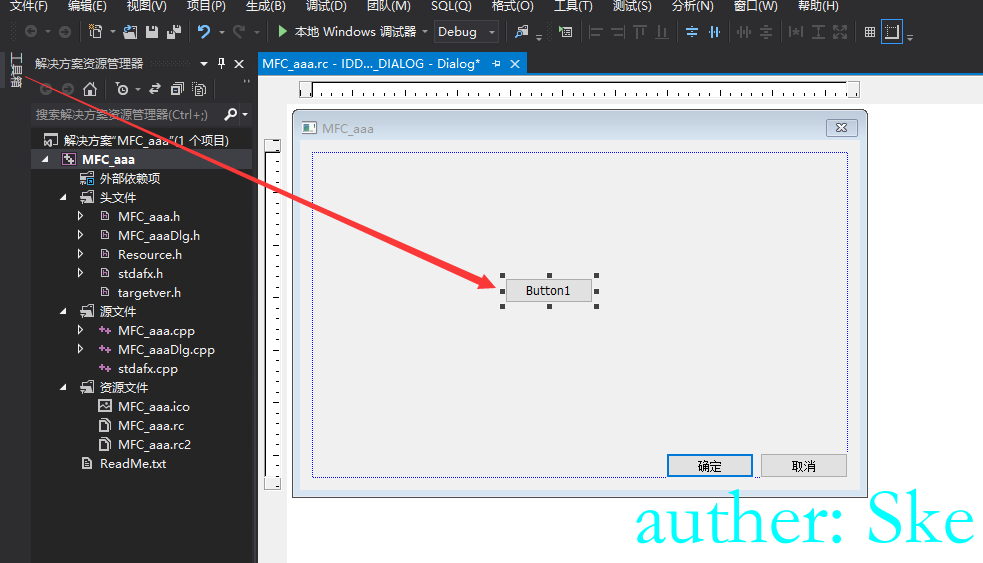 文件(F) 编辑(E) 视图(V) 项目(P) 生成(B) 调试(D) 团队(M) SQL(Q) 格式(O) 工具(T) 测试(S) 分析(N) 窗口(W) 帮助(H)
本地 Windows 调试器 Debug
工具箱
解决方案资源管理器
MFC_aaa.rc - IDD..._DIALOG - Dialog*
搜索解决方案资源管理器(Ctrl+;)
解决方案"MFC_aaa"(1 个项目)
MFC_aaa
外部依赖项
头文件
MFC_aaa.h
MFC_aaaDlg.h
Resource.h
stdafx.h
targetver.h
源文件
MFC_aaa.cpp
MFC_aaaDlg.cpp
stdafx.cpp
资源文件
MFC_aaa.ico
MFC_aaa.rc
MFC_aaa.rc2
ReadMe.txt
MFC_aaa
Button1
确定 取消
auther: Ske